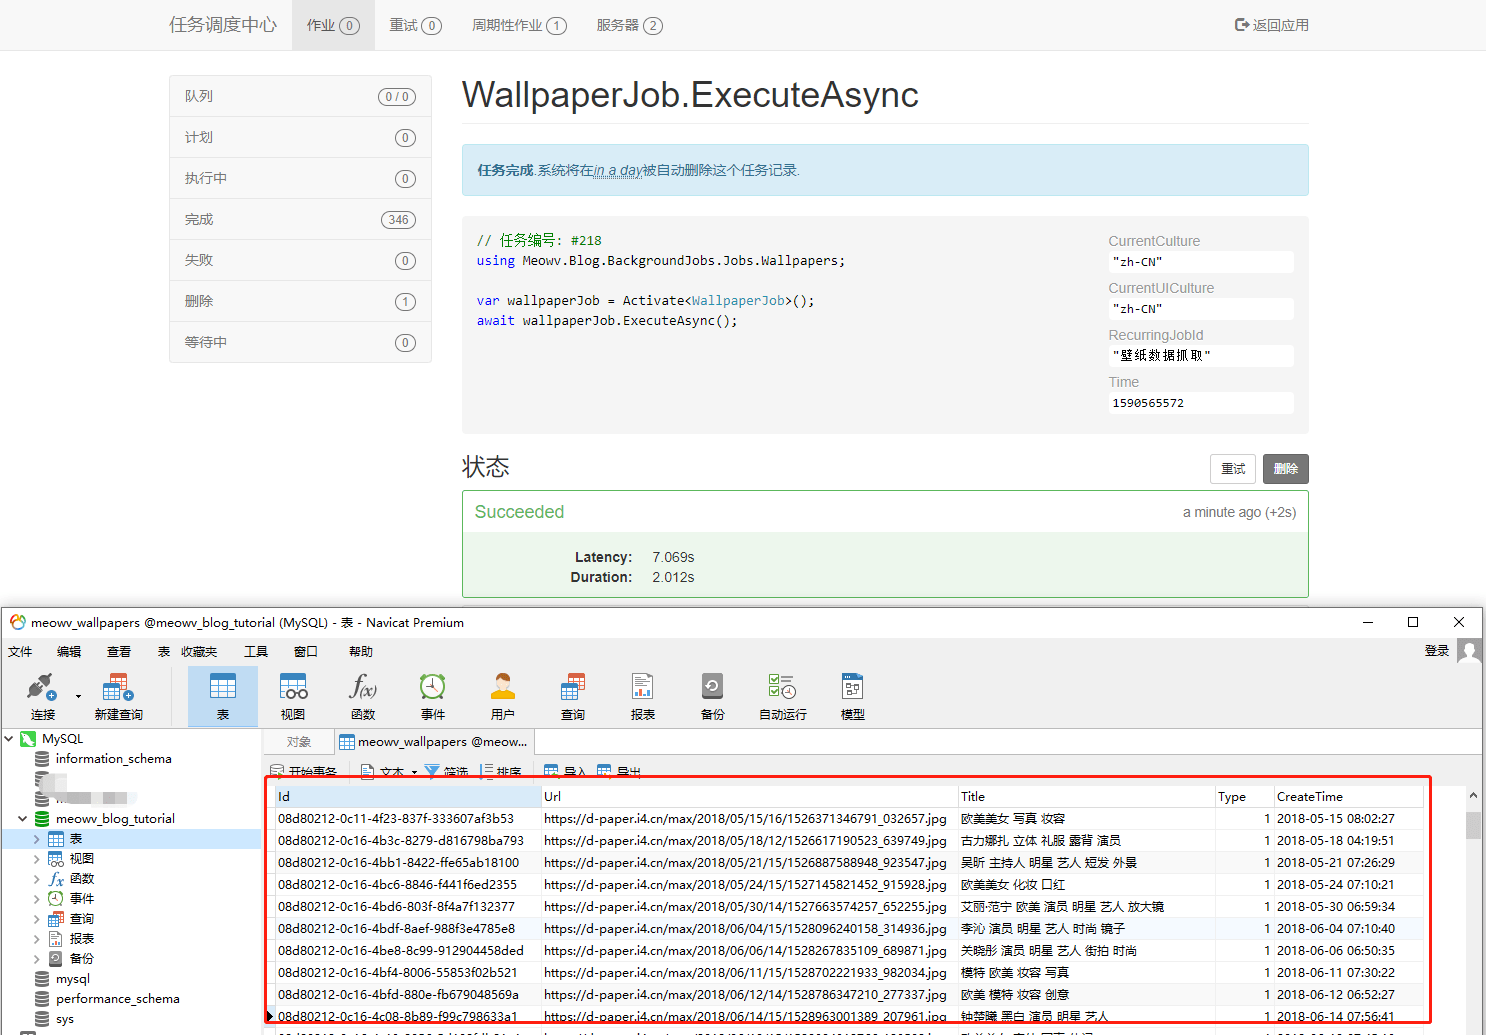 任务调度中心 作业 0 重试 0 周期性作业 1 服务器 2 返回应用
队列 0 / 0
计划 0
执行中 0
完成 346
失败 0
删除 1
等待中 0
WallpaperJob.ExecuteAsync
任务完成.系统将在in a day被自动删除这个任务记录.
// 任务编号: #218
using Meowv.Blog.BackgroundJobs.Jobs.Wallpapers;
var wallpaperJob = Activate<WallpaperJob>();
await wallpaperJob.ExecuteAsync();
CurrentCulture
"zh-CN"
CurrentUICulture
"zh-CN"
RecurringJobId
"壁纸数据抓取"
Time
1590565572
状态 重试 删除
Succeeded a minute ago (+2s)
Latency: 7.069s
Duration: 2.012s
meowv_wallpapers @meowv_blog_tutorial (MySQL) - 表 - Navicat Premium
文件 编辑 查看 表 收藏夹 工具 窗口 帮助 登录
连接 新建查询 表 视图 函数 事件 用户 查询 报表 备份 自动运行 模型
MySQL
information_schema
meowv_blog_tutorial
表
视图
函数
事件
查询
报表
备份
mysql
performance_schema
sys
对象 meowv_wallpapers @meow...
开始事务 文本 筛选 排序 导入 导出
Id Url Title Type CreateTime
08d80212-0c11-4f23-837f-333607af3b53 https://d-paper.i4.cn/max/2018/05/15/16/1526371346791_032657.jpg 欧美美女 写真 妆容 1 2018-05-15 08:02:27
08d80212-0c16-4b3c-8279-d816798ba793 https://d-paper.i4.cn/max/2018/05/18/12/1526617190523_639749.jpg 古力娜扎 立体 礼服 露背 演员 1 2018-05-18 04:19:51
08d80212-0c16-4bb1-8422-ffe65ab18100 https://d-paper.i4.cn/max/2018/05/21/15/1526887588948_923547.jpg 吴昕 主持人 明星 艺人 短发 外景 1 2018-05-21 07:26:29
08d80212-0c16-4bc6-8846-f441f6ed2355 https://d-paper.i4.cn/max/2018/05/24/15/1527145821452_915928.jpg 欧美美女 化妆 口红 1 2018-05-24 07:10:21
08d80212-0c16-4bd6-803f-8f4a7f132377 https://d-paper.i4.cn/max/2018/05/30/14/1527663574257_652255.jpg 艾丽·范宁 欧美 演员 明星 艺人 放大镜 1 2018-05-30 06:59:34
08d80212-0c16-4bdf-8aef-988f3e4785e8 https://d-paper.i4.cn/max/2018/06/04/15/1528096240158_314936.jpg 李沁 演员 明星 艺人 时尚 镜子 1 2018-06-04 07:10:40
08d80212-0c16-4be8-8c99-912904458ded https://d-paper.i4.cn/max/2018/06/06/14/1528267835109_689871.jpg 关晓彤 演员 明星 艺人 街拍 时尚 1 2018-06-06 06:50:35
08d80212-0c16-4bf4-8006-55853f02b521 https://d-paper.i4.cn/max/2018/06/11/15/1528702221933_982034.jpg 模特 欧美 妆容 写真 1 2018-06-11 07:30:22
08d80212-0c16-4bfd-880e-fb679048569a https://d-paper.i4.cn/max/2018/06/12/14/1528786347210_277337.jpg 欧美 模特 妆容 创意 1 2018-06-12 06:52:27
08d80212-0c16-4c08-8b89-f99c798633a1 https://d-paper.i4.cn/max/2018/06/14/15/1528963001389_207961.jpg 钟楚曦 黑白 演员 明星 艺人 1 2018-06-14 07:56:41